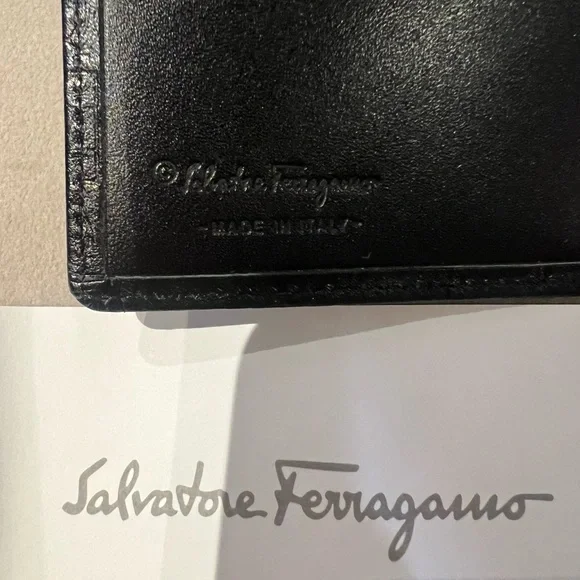 © Salvatore Ferragamo
-MADE IN ITALY-
Salvatore Ferragamo